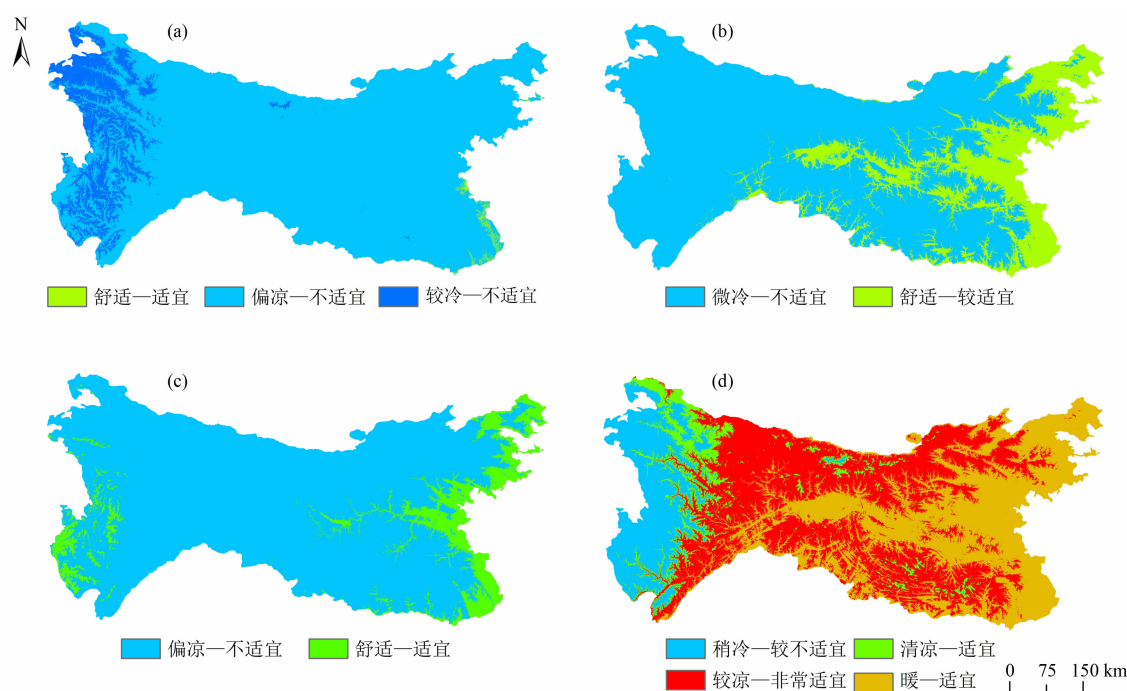 N
(a)
(b)
舒适—适宜 偏凉—不适宜 较冷—不适宜
微冷—不适宜 舒适—较适宜
(c)
(d)
偏凉—不适宜 舒适—适宜
稍冷—较不适宜 清凉—适宜
较凉—非常适宜 暖—适宜
0 75 150 km